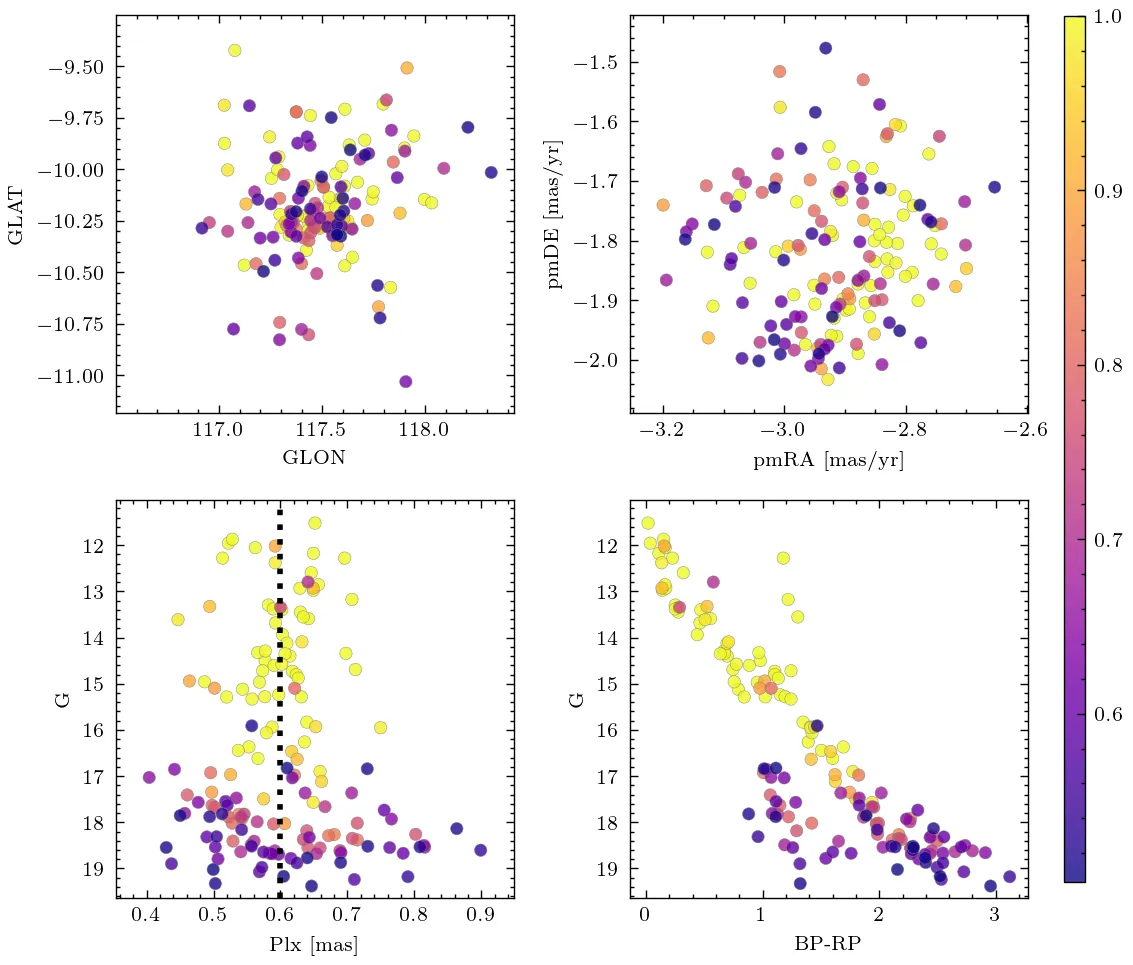 −9.50
−9.75
−10.00
−10.25
−10.50
−10.75
−11.00
GLAT
117.0 117.5 118.0
GLON
−1.5
−1.6
−1.7
−1.8
−1.9
−2.0
pmDE [mas/yr]
−3.2 −3.0 −2.8 −2.6
pmRA [mas/yr]
1.0
0.9
0.8
0.7
0.6
12
13
14
15
16
17
18
19
G
0.4 0.5 0.6 0.7 0.8 0.9
Plx [mas]
12
13
14
15
16
17
18
19
G
0 1 2 3
BP-RP